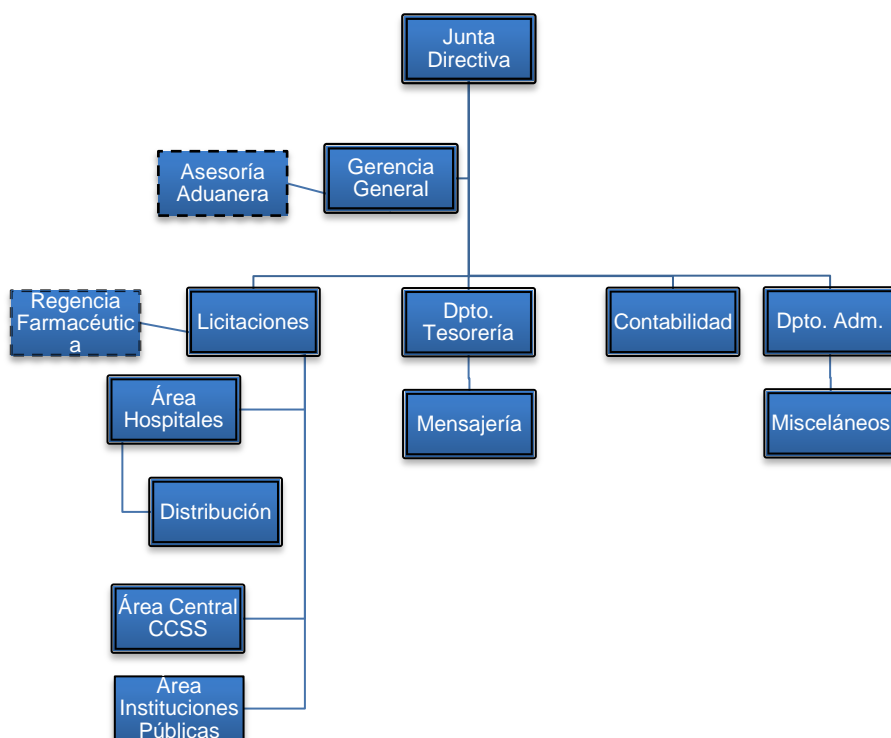 Junta
Directiva
Asesoría
Aduanera
Gerencia
General
Regencia
Farmacéutic
a
Licitaciones
Dpto.
Tesorería
Contabilidad
Dpto. Adm.
Área
Hospitales
Mensajería
Misceláneos
Distribución
Área Central
CCSS
Área
Instituciones
Públicas